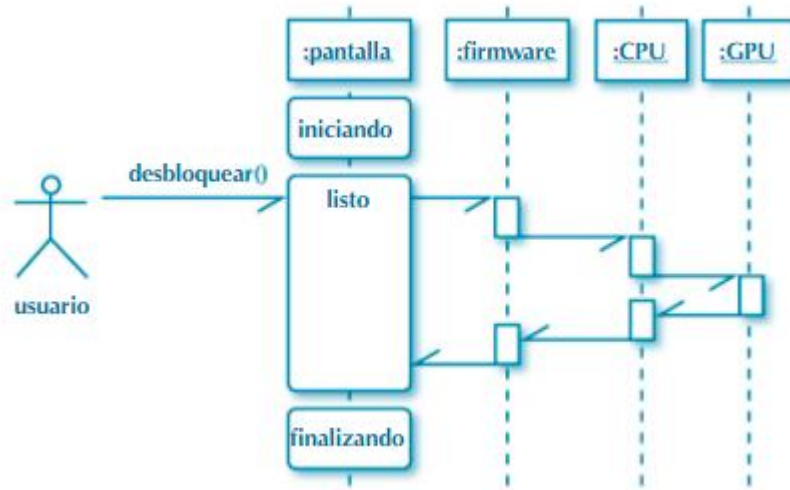 :pantalla
:firmware
:CPU
:GPU
iniciando
desbloquear()
listo
usuario
finalizando